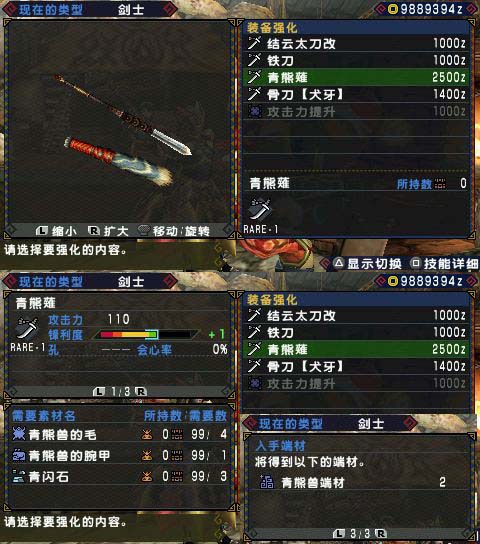 现在的类型 剑士
9889394z
装备强化
结云太刀改 1000z
铁刀 1000z
青熊薙 2500z
骨刀【犬牙】 1400z
攻击力提升 1000z
青熊薙 所持数 0
RARE-1
L 缩小 R 扩大 移动/旋转
请选择要强化的内容。
△显示切换 □技能详细
现在的类型 剑士
9889394z
青熊薙
攻击力 110
锋利度 +1
RARE-1 孔 --- 会心率 0%
L 1/3 R
装备强化
结云太刀改 1000z
铁刀 1000z
青熊薙 2500z
骨刀【犬牙】 1400z
攻击力提升 1000z
需要素材名 所持数 需要数
青熊兽的毛 0 99/ 4
青熊兽的腕甲 0 99/ 1
青闪石 0 99/ 3
请选择要强化的内容。
现在的类型 剑士
入手端材
将得到以下的端材。
青熊兽端材 2
L 3/3 R